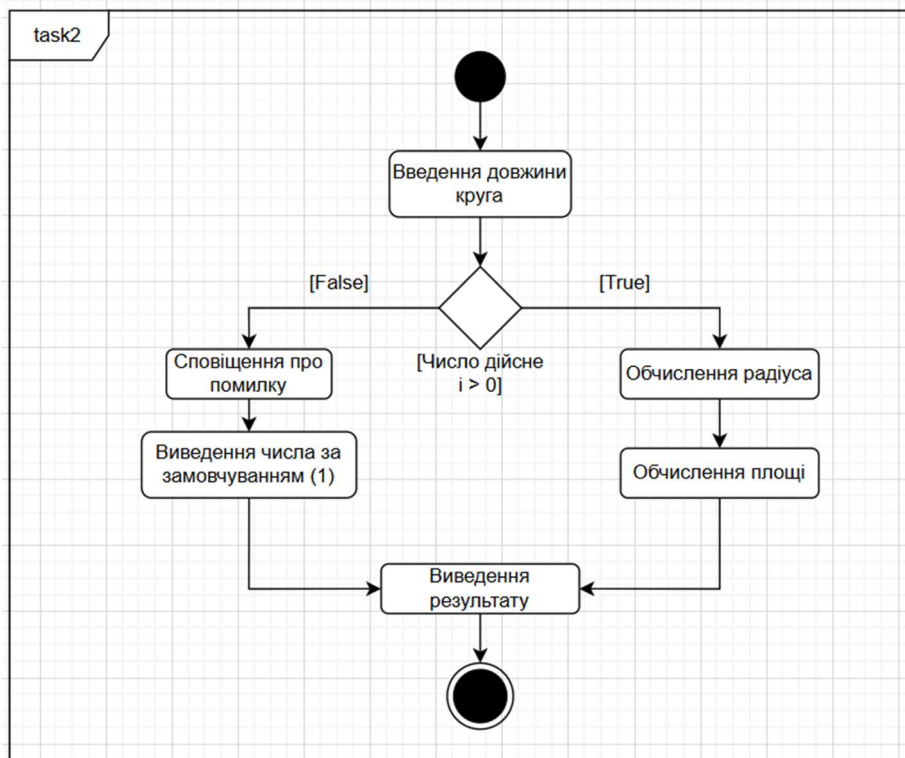 task2
Введення довжини
круга
[False]
[True]
[Число дійсне
і > 0]
Сповіщення про
помилку
Обчислення радіуса
Виведення числа за
замовчуванням (1)
Обчислення площі
Виведення
результату